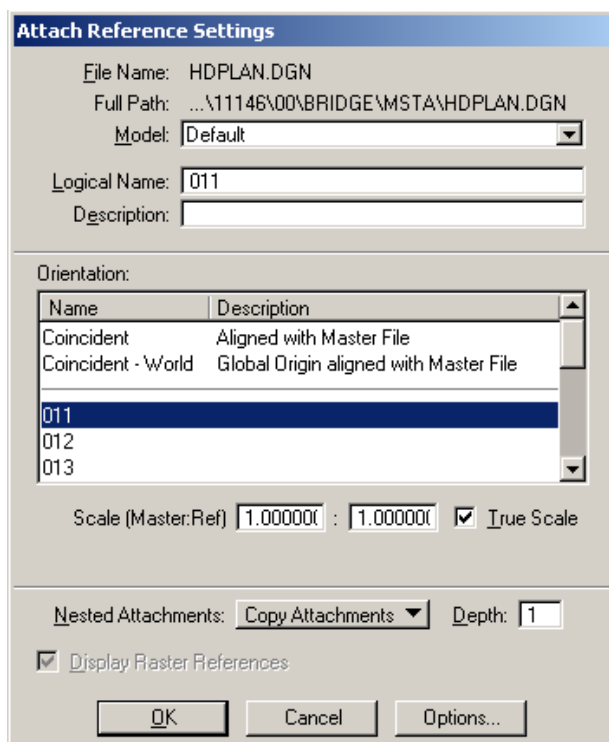 Attach Reference Settings
File Name: HDPLAN.DGN
Full Path: ...\11146\00\BRIDGE\MSTA\HDPLAN.DGN
Model: Default
Logical Name: 011
Description:
Orientation:
Name Description
Coincident Aligned with Master File
Coincident - World Global Origin aligned with Master File
011
012
013
Scale (Master:Ref) 1.000000 : 1.000000 True Scale
Nested Attachments: Copy Attachments Depth: 1
Display Raster References
OK Cancel Options...